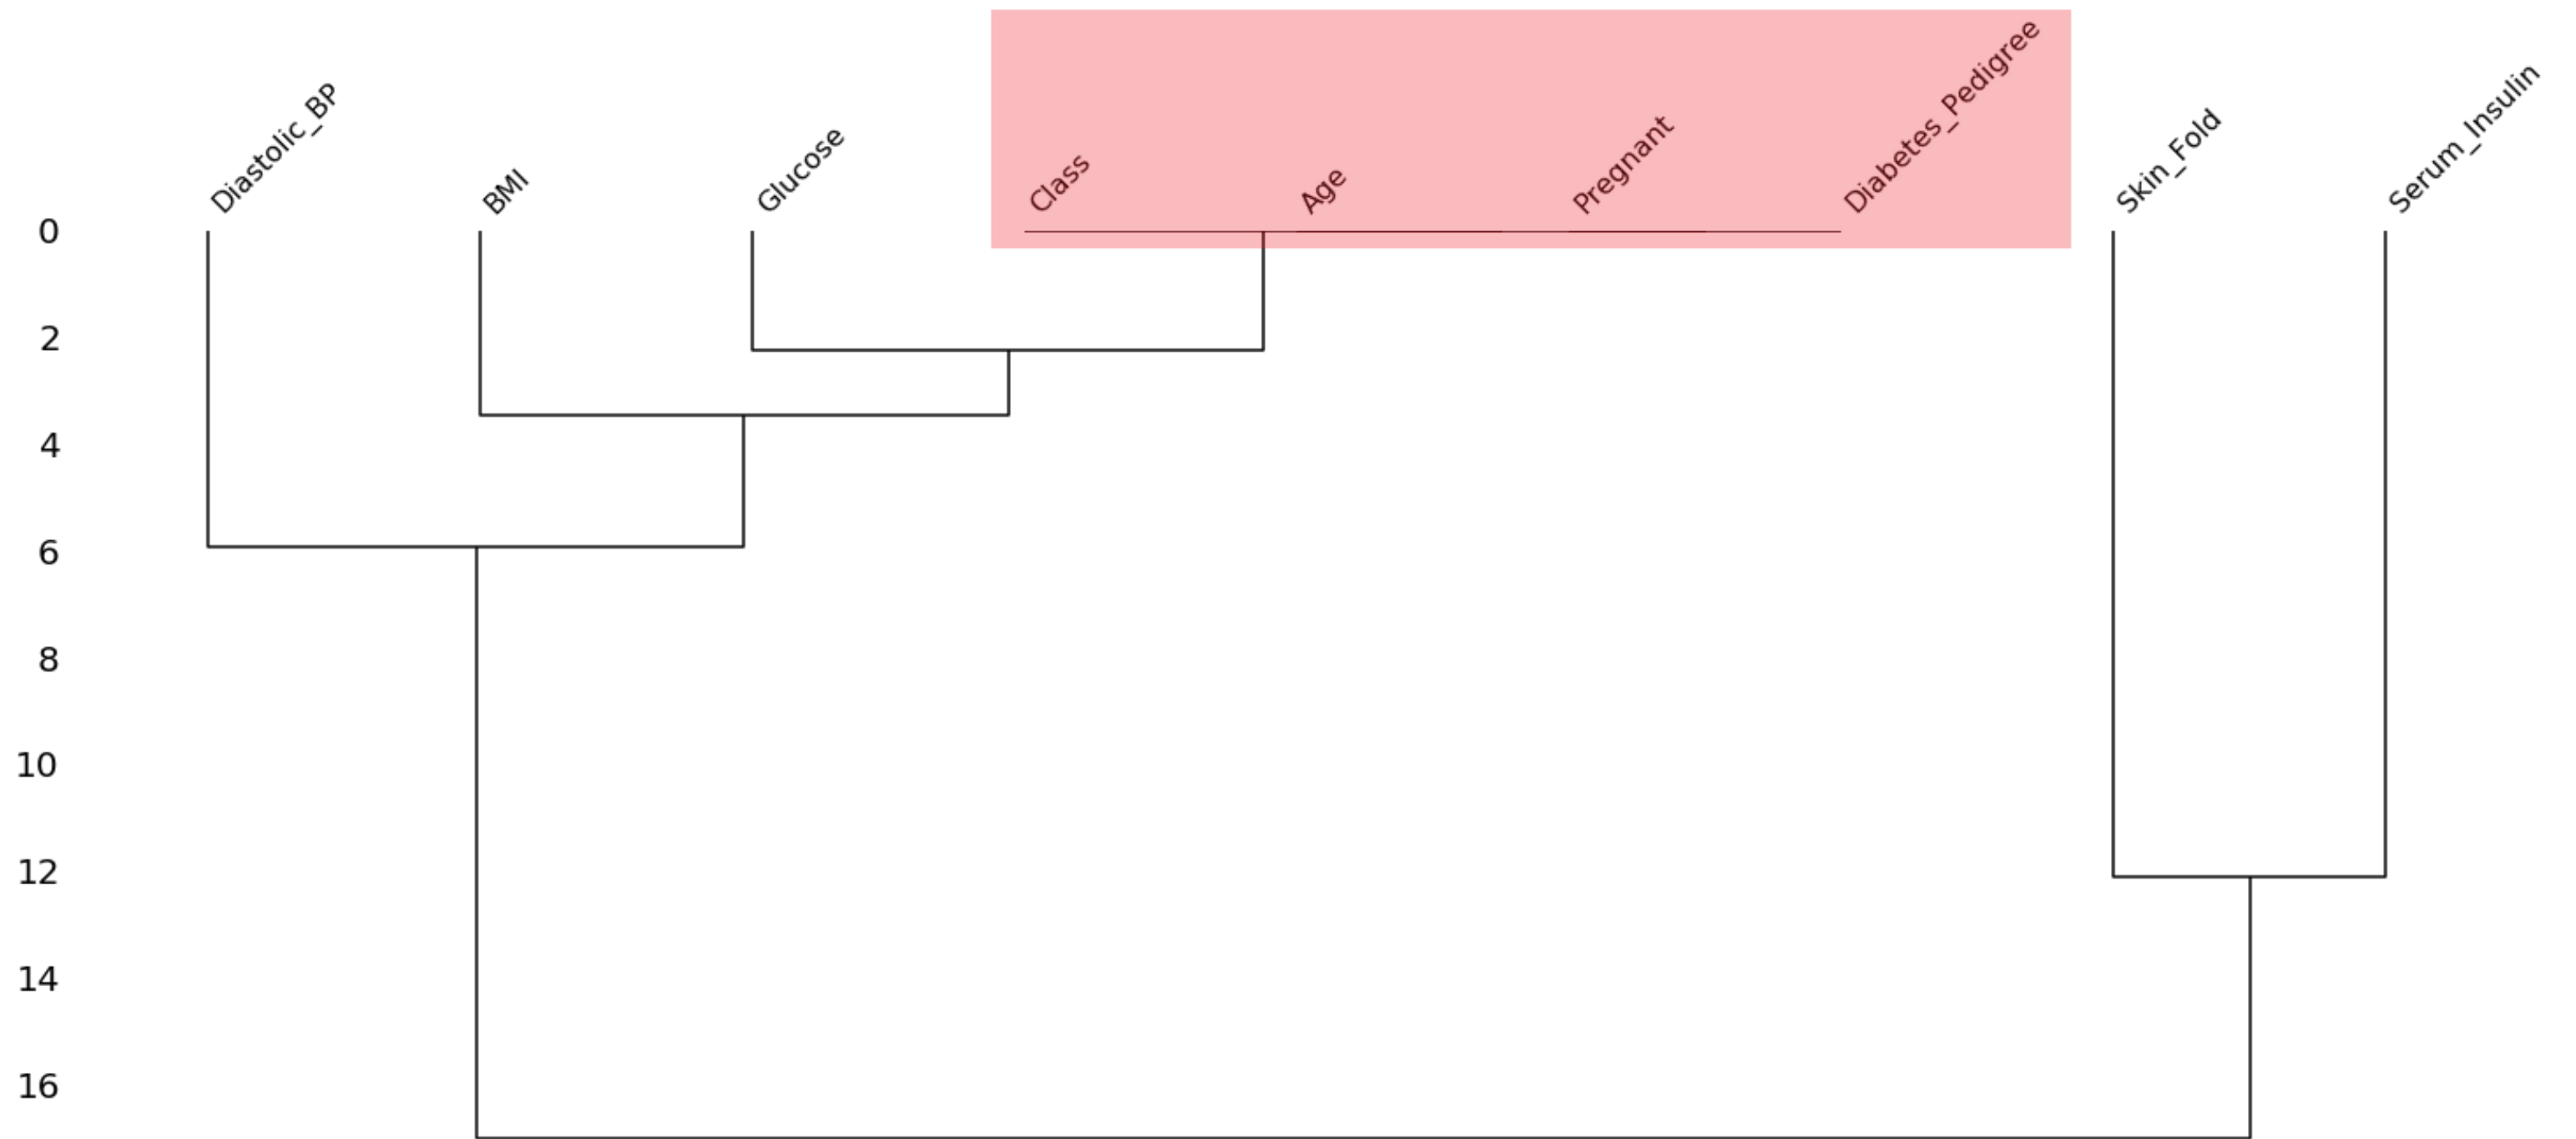 Diastolic_BP
BMI
Glucose
Class
Age
Pregnant
Diabetes_Pedigree
Skin_Fold
Serum_Insulin
0
2
4
6
8
10
12
14
16